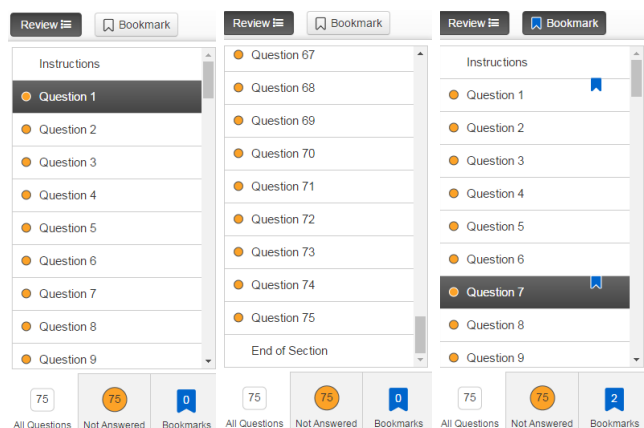 Review
Bookmark
Instructions
Question 1
Question 2
Question 3
Question 4
Question 5
Question 6
Question 7
Question 8
Question 9
75
75
0
All Questions
Not Answered
Bookmarks
Review
Bookmark
Question 67
Question 68
Question 69
Question 70
Question 71
Question 72
Question 73
Question 74
Question 75
End of Section
75
75
0
All Questions
Not Answered
Bookmarks
Review
Bookmark
Instructions
Question 1
Question 2
Question 3
Question 4
Question 5
Question 6
Question 7
Question 8
Question 9
75
75
2
All Questions
Not Answered
Bookmarks